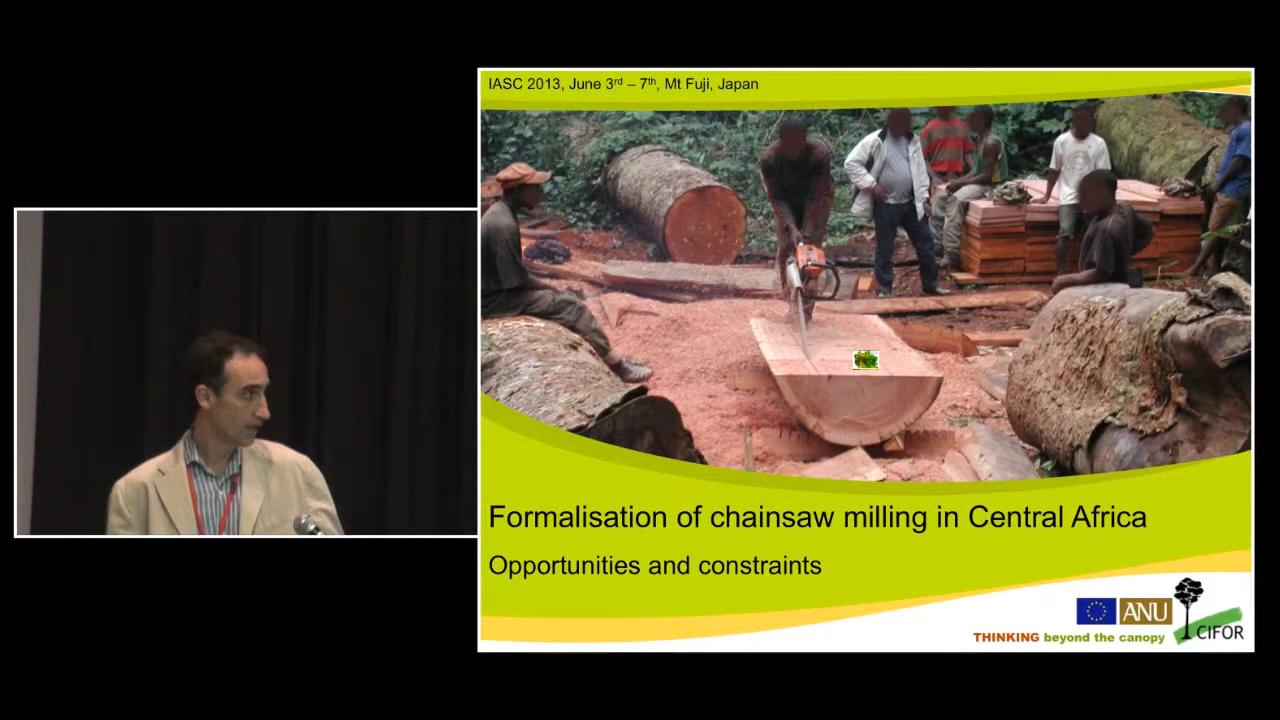 IASC 2013, June 3rd – 7th, Mt Fuji, Japan
Formalisation of chainsaw milling in Central Africa
Opportunities and constraints
ANU
THINKING beyond the canopy
CIFOR